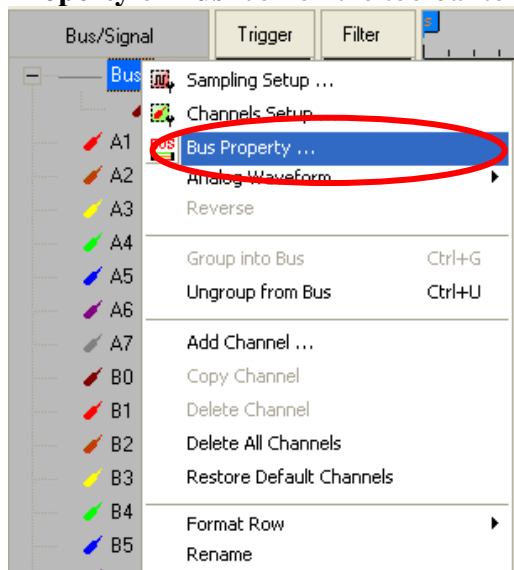 Bus/Signal Trigger Filter
Bus
Sampling Setup ...
Channels Setup
A1 BUS Bus Property ...
A2 Analog Waveform
A3 Reverse
A4
Group into Bus Ctrl+G
A5
Ungroup from Bus Ctrl+U
A6
A7 Add Channel ...
B0 Copy Channel
B1 Delete Channel
B2 Delete All Channels
B3 Restore Default Channels
B4
Format Row
B5
Rename